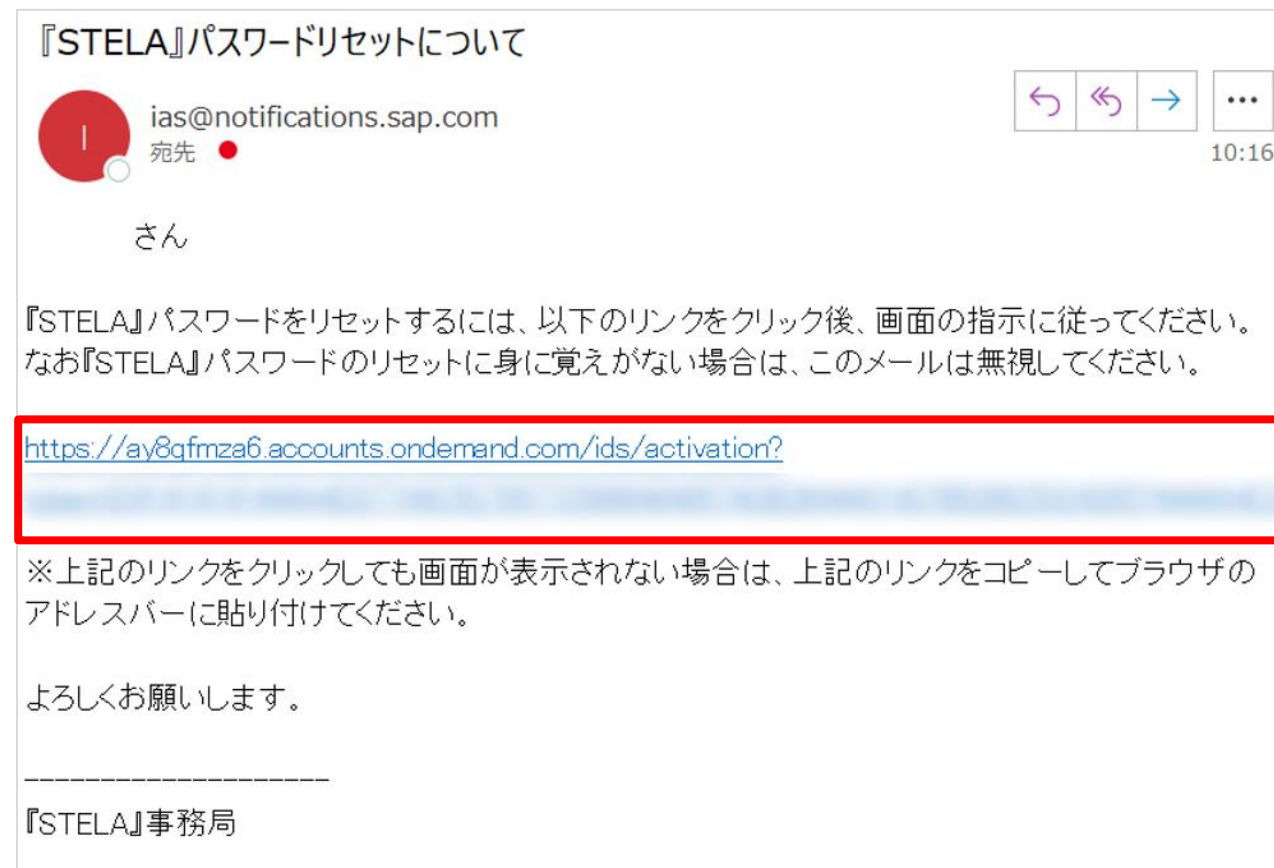 『STELA』パスワードリセットについて
I
ias@notifications.sap.com
宛先
10:16
さん
『STELA』パスワードをリセットするには、以下のリンクをクリック後、画面の指示に従ってください。
なお『STELA』パスワードのリセットに身に覚えがない場合は、このメールは無視してください。
https://ay8qfmza6.accounts.ondemand.com/ids/activation?
※上記のリンクをクリックしても画面が表示されない場合は、上記のリンクをコピーしてブラウザの
アドレスバーに貼り付けてください。
よろしくお願いします。
--------------------
『STELA』事務局